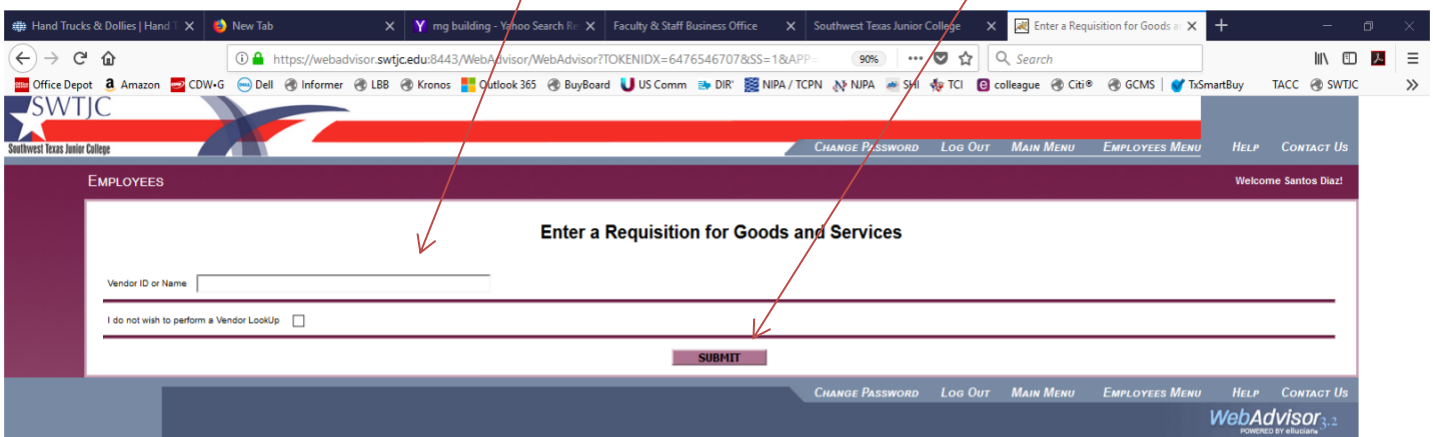 Hand Trucks & Dollies | Hand T
New Tab
mg building - Yahoo Search Re
Faculty & Staff Business Office
Southwest Texas Junior College
Enter a Requisition for Goods a
https://webadvisor.swtjc.edu:8443/WebAdvisor/WebAdvisor?TOKENIDX=6476546707&SS=1&APP=
90%
Search
Office Depot Amazon CDW•G Dell Informer LBB Kronos Outlook 365 BuyBoard US Comm DIR' NIPA / TCPN NJPA SHI TCI colleague Citi® GCMS TxSmartBuy TACC SWTJC
SWTJC
Southwest Texas Junior College
CHANGE PASSWORD LOG OUT MAIN MENU EMPLOYEES MENU HELP CONTACT US
EMPLOYEES
Welcome Santos Diaz!
Enter a Requisition for Goods and Services
Vendor ID or Name
I do not wish to perform a Vendor LookUp
SUBMIT
CHANGE PASSWORD LOG OUT MAIN MENU EMPLOYEES MENU HELP CONTACT US
WebAdvisor 3.2
POWERED BY ellucian